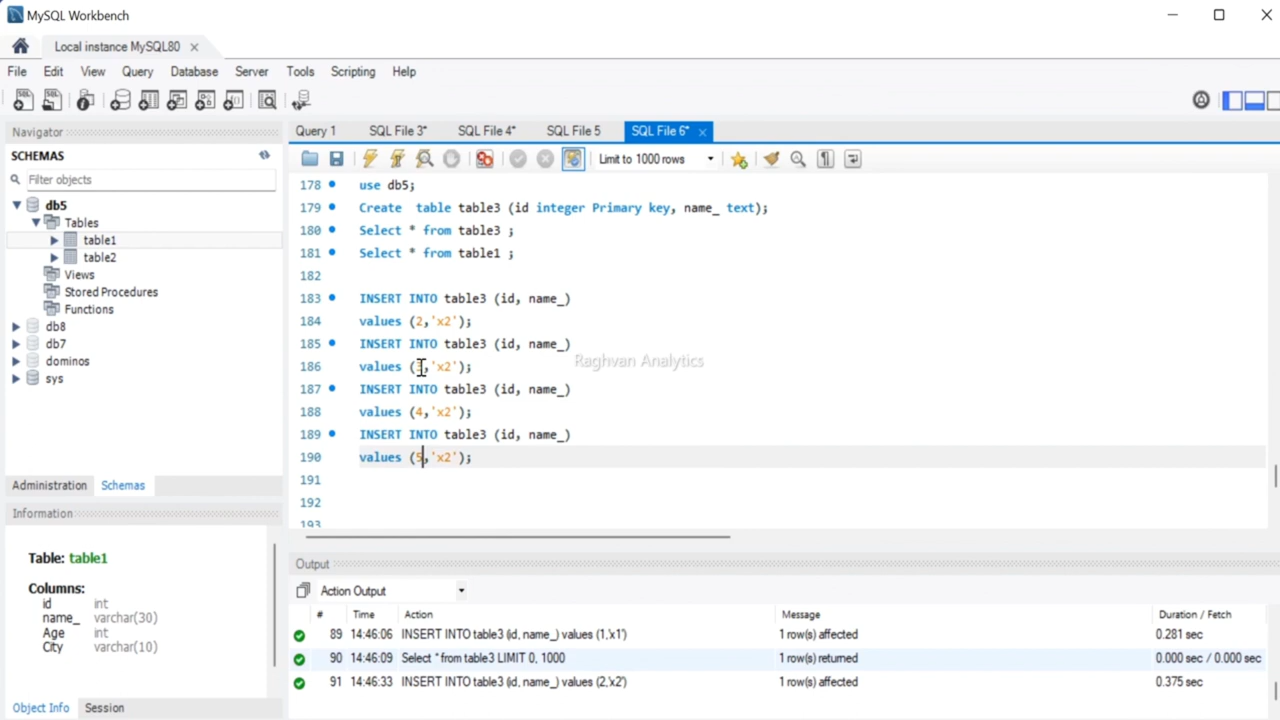 MySQL Workbench
Local instance MySQL80
File Edit View Query Database Server Tools Scripting Help
Navigator
SCHEMAS
Filter objects
db5
Tables
table1
table2
Views
Stored Procedures
Functions
db8
db7
dominos
sys
Administration Schemas
Information
Table: table1
Columns:
id int
name_ varchar(30)
Age int
City varchar(10)
Object Info Session
Query 1 SQL File 3* SQL File 4* SQL File 5 SQL File 6*
Limit to 1000 rows
178 use db5;
179 Create table table3 (id integer Primary key, name_ text);
180 Select * from table3 ;
181 Select * from table1 ;
182
183 INSERT INTO table3 (id, name_)
184 values (2,'x2');
185 INSERT INTO table3 (id, name_)
186 values (3,'x2');
187 INSERT INTO table3 (id, name_)
188 values (4,'x2');
189 INSERT INTO table3 (id, name_)
190 values (5,'x2');
191
192
193
Raghvan Analytics
Output
Action Output
# Time Action Message Duration / Fetch
89 14:46:06 INSERT INTO table3 (id, name_) values (1,'x1') 1 row(s) affected 0.281 sec
90 14:46:09 Select * from table3 LIMIT 0, 1000 1 row(s) returned 0.000 sec / 0.000 sec
91 14:46:33 INSERT INTO table3 (id, name_) values (2,'x2') 1 row(s) affected 0.375 sec